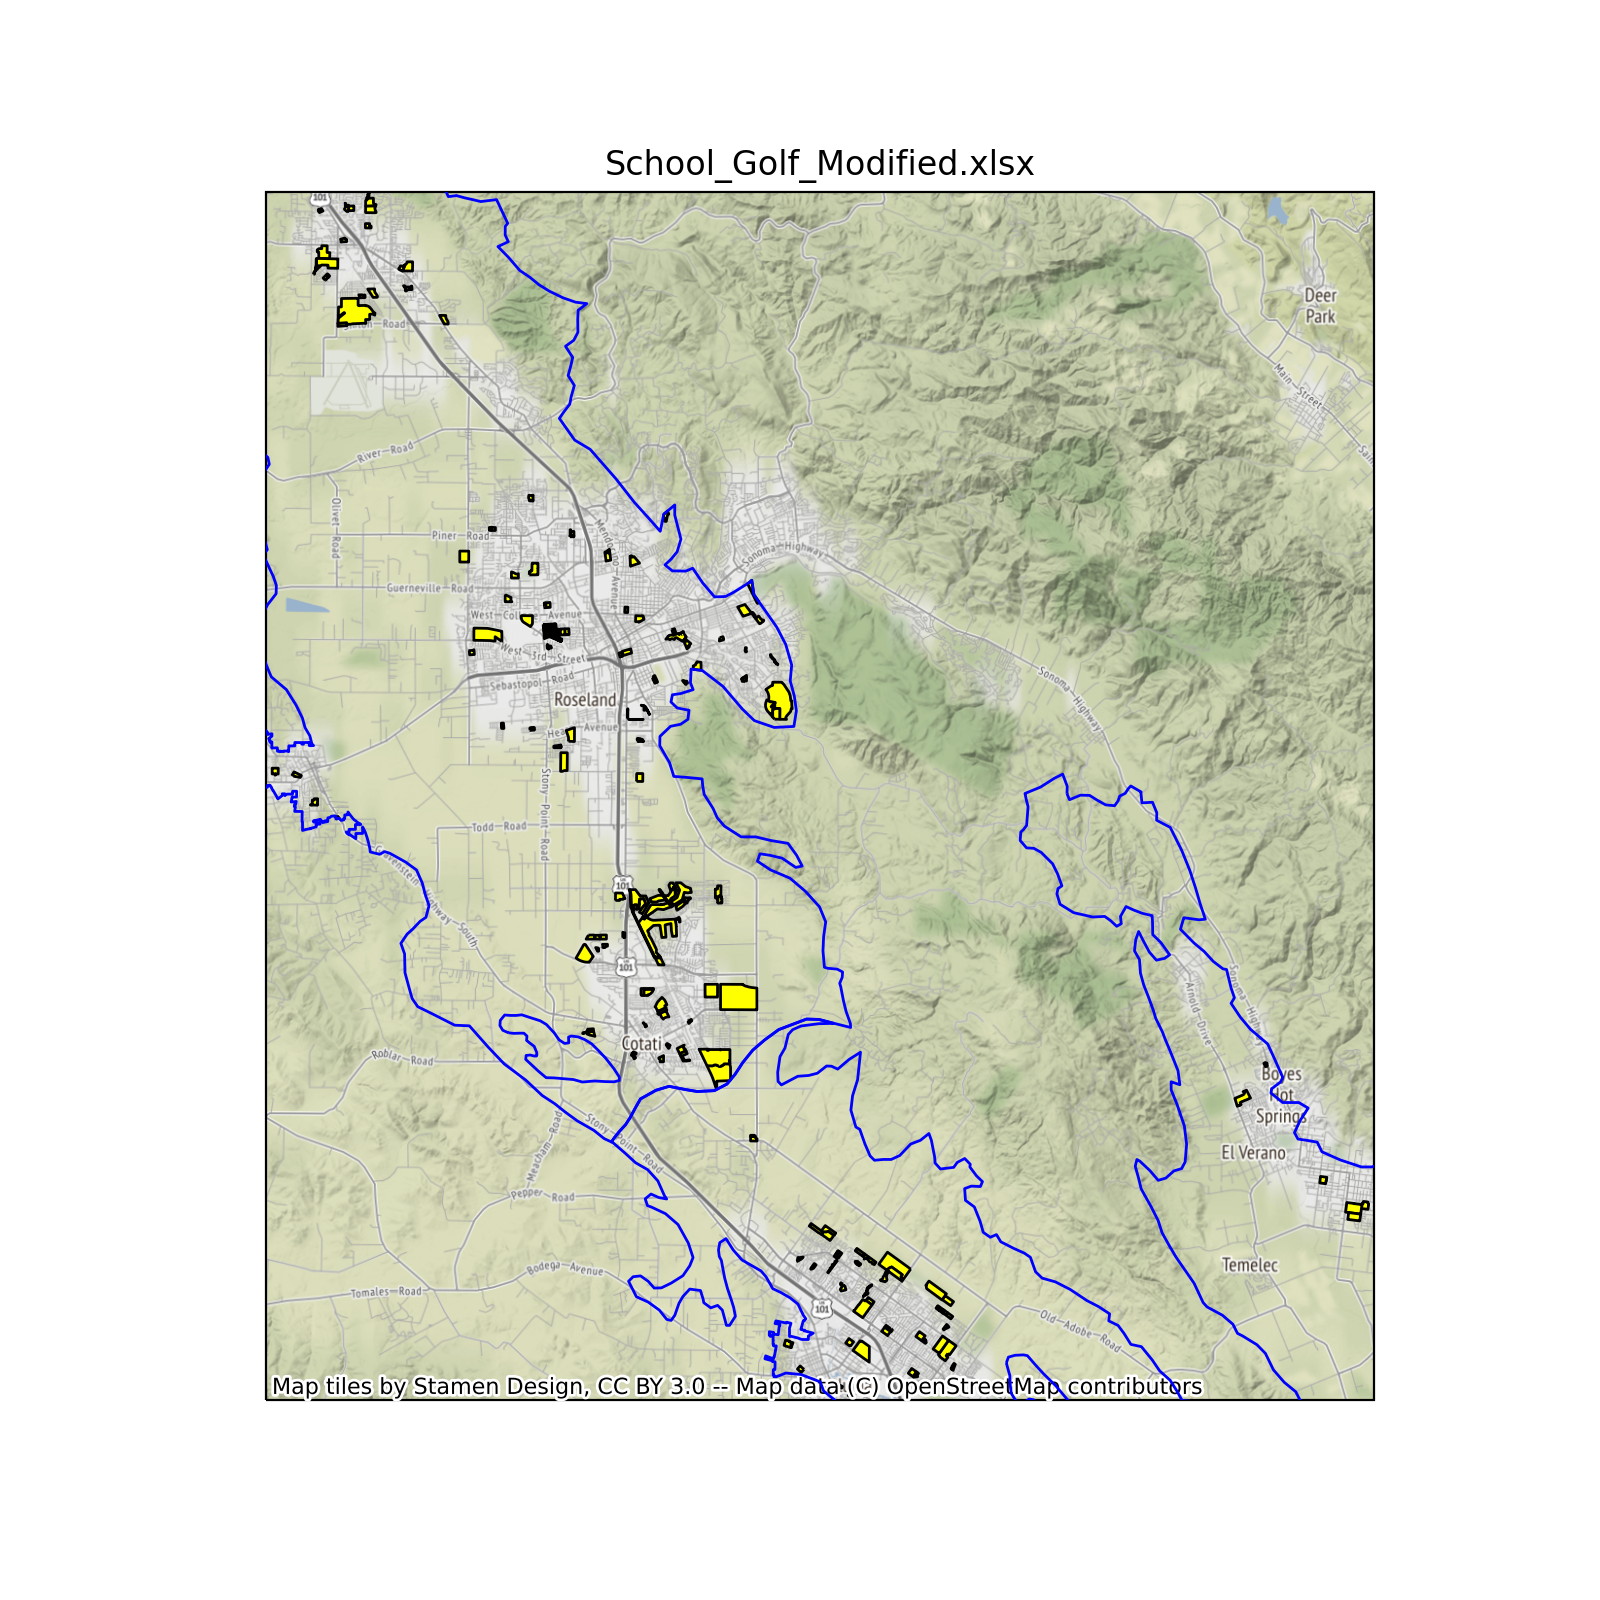 School_Golf_Modified.xlsx
101
Deer
Park
Road
Main Street
River Road
Oliver Road
Piner Road
Sonoma Highway
Guerneville Road
West College Avenue
West 3rd Street
Sebastopol Road
Roseland
Sonoma Highway
Avenue
Stony Point Road
Todd Road
101
Gravenstein Highway South
101
Sonoma Highway
Arnold Drive
Cotati
Roblar Road
Boyes
Hot
Springs
Stony Point Road
Meacham Road
El Verano
Pepper Road
Bodega Avenue
Temelec
Tomales Road
101
Old Adobe Road
Map tiles by Stamen Design, CC BY 3.0 -- Map data (C) OpenStreetMap contributors